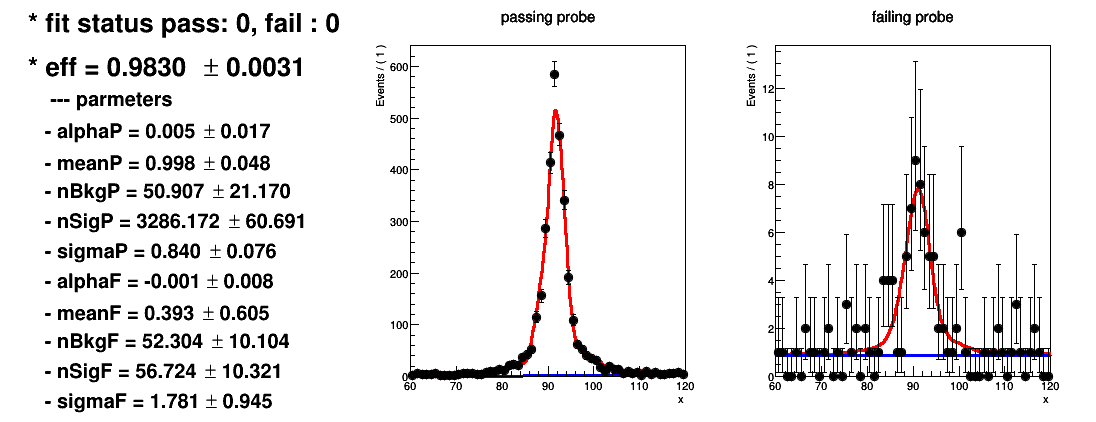 * fit status pass: 0, fail : 0
* eff = 0.9830 ± 0.0031
--- parmeters
- alphaP = 0.005 ± 0.017
- meanP = 0.998 ± 0.048
- nBkgP = 50.907 ± 21.170
- nSigP = 3286.172 ± 60.691
- sigmaP = 0.840 ± 0.076
- alphaF = -0.001 ± 0.008
- meanF = 0.393 ± 0.605
- nBkgF = 52.304 ± 10.104
- nSigF = 56.724 ± 10.321
- sigmaF = 1.781 ± 0.945
passing probe
Events / ( 1 )
600
500
400
300
200
100
0
60 70 80 90 100 110 120
x
failing probe
Events / ( 1 )
12
10
8
6
4
2
0
60 70 80 90 100 110 120
x